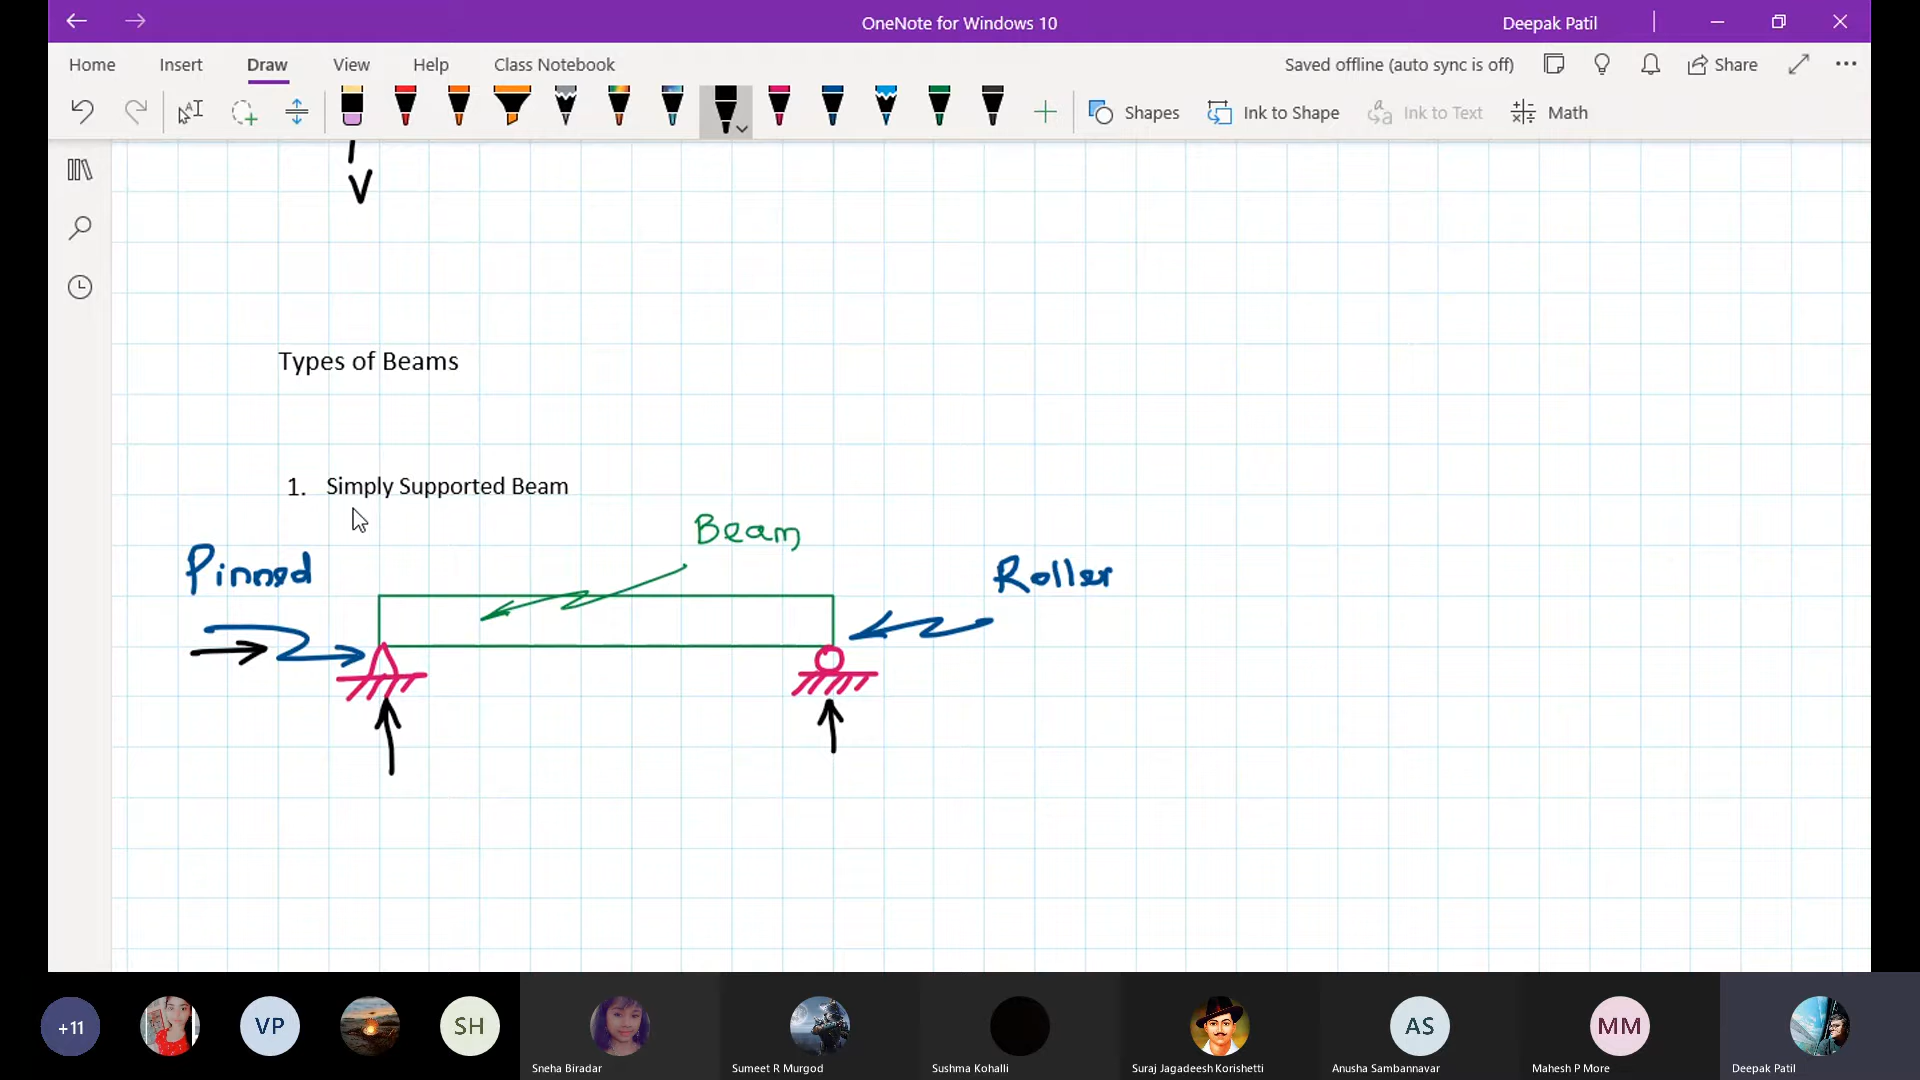 OneNote for Windows 10
Deepak Patil
Home Insert Draw View Help Class Notebook
Saved offline (auto sync is off)
Share
Shapes
Ink to Shape
Ink to Text
Math
V
Types of Beams
1. Simply Supported Beam
Beam
Pinned
Roller
+11
VP
SH
AS
MM
Sneha Biradar
Sumeet R Murgod
Sushma Kohalli
Suraj Jagadeesh Korishetti
Anusha Sambannavar
Mahesh P More
Deepak Patil